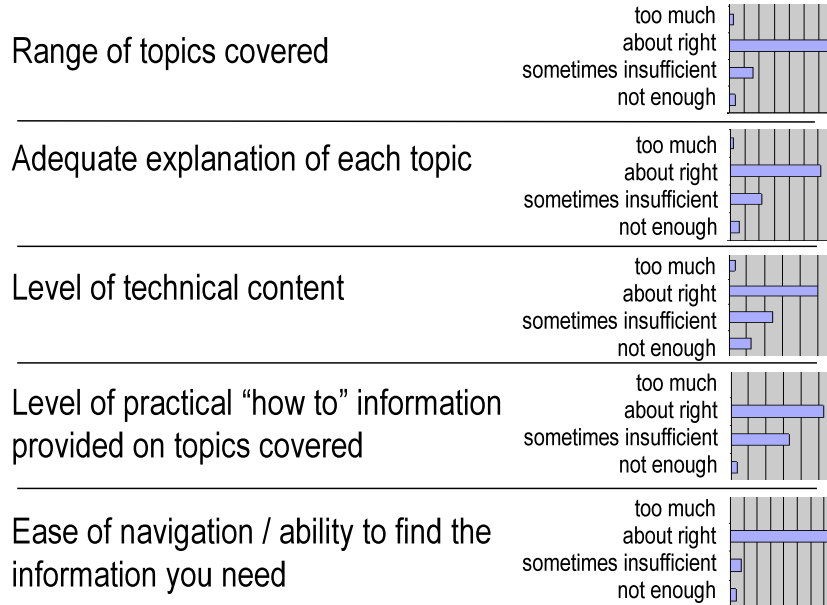 Range of topics covered
too much
about right
sometimes insufficient
not enough
Adequate explanation of each topic
too much
about right
sometimes insufficient
not enough
Level of technical content
too much
about right
sometimes insufficient
not enough
Level of practical “how to” information
provided on topics covered
too much
about right
sometimes insufficient
not enough
Ease of navigation / ability to find the
information you need
too much
about right
sometimes insufficient
not enough